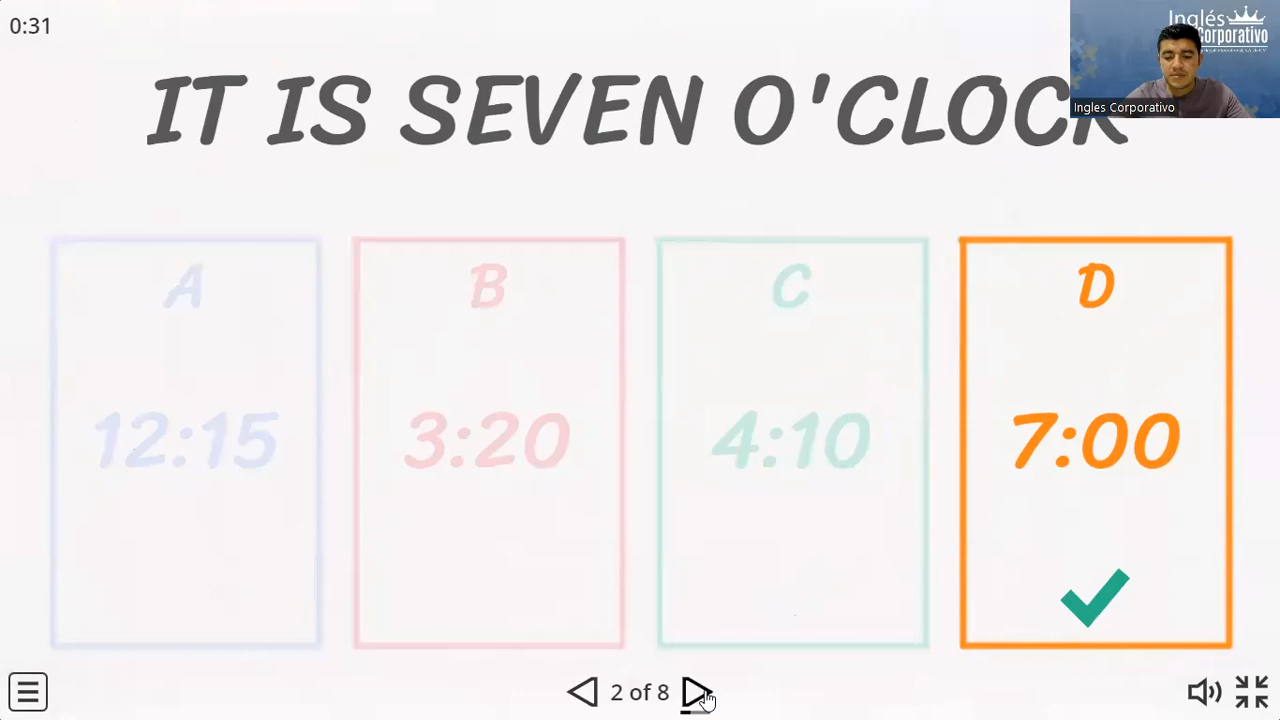 0:31
Inglés
Corporativo
IT IS SEVEN O'CLOCK
Ingles Corporativo
A
B
C
D
12:15
3:20
4:10
7:00
2 of 8